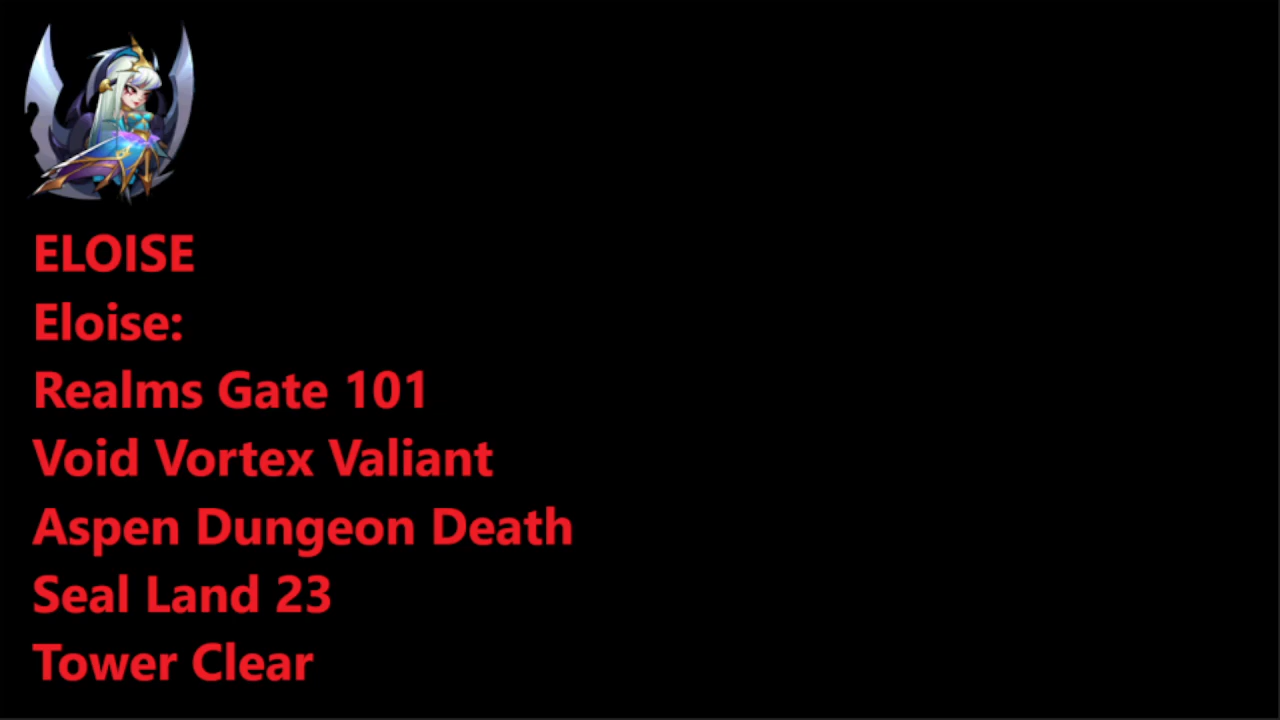 ELOISE
Eloise:
Realms Gate 101
Void Vortex Valiant
Aspen Dungeon Death
Seal Land 23
Tower Clear